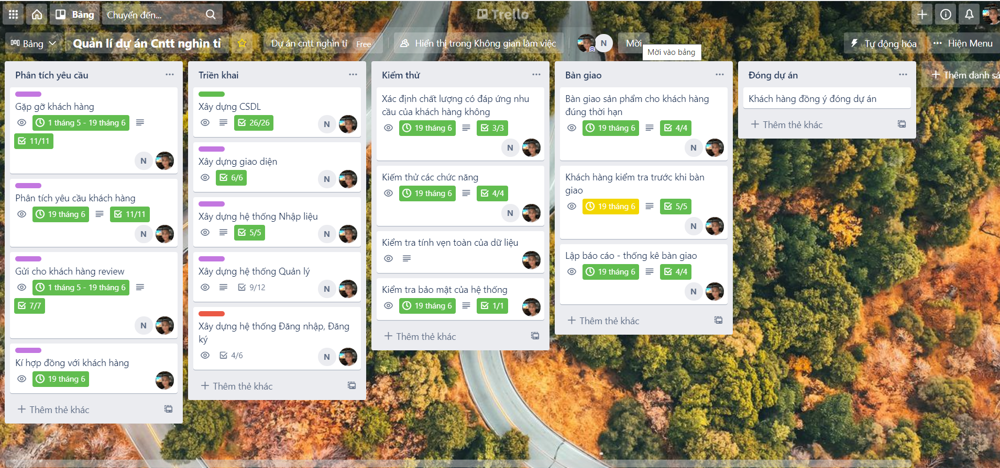 Bảng
Chuyển đến...
Trello
Bảng
Quản lí dự án Cntt nghìn tỉ
Dự án cntt nghìn tỉ Free
Hiển thị trong Không gian làm việc
N
Mời
Mời vào bảng
Tự động hóa
Hiện Menu
Phân tích yêu cầu
Gặp gỡ khách hàng
1 tháng 5 - 19 tháng 6
11/11
N
Phân tích yêu cầu khách hàng
19 tháng 6
11/11
N
Gửi cho khách hàng review
1 tháng 5 - 19 tháng 6
7/7
N
Kí hợp đồng với khách hàng
19 tháng 6
Thêm thẻ khác
Triền khai
Xây dựng CSDL
26/26
N
Xây dựng giao diện
6/6
N
Xây dựng hệ thống Nhập liệu
5/5
N
Xây dựng hệ thống Quản lý
9/12
N
Xây dựng hệ thống Đăng nhập, Đăng
ký
4/6
N
Thêm thẻ khác
Kiểm thử
Xác định chất lượng có đáp ứng nhu
cầu của khách hàng không
19 tháng 6
3/3
N
Kiếm thử các chức năng
19 tháng 6
4/4
N
Kiểm tra tính vẹn toàn của dữ liệu
Kiểm tra bảo mật của hệ thống
19 tháng 6
1/1
Thêm thẻ khác
Bàn giao
Bàn giao sản phẩm cho khách hàng
đúng thời hạn
19 tháng 6
4/4
N
Khách hàng kiểm tra trước khi bàn
giao
19 tháng 6
5/5
N
Lập báo cáo - thống kê bàn giao
19 tháng 6
4/4
N
Thêm thẻ khác
Đóng dự án
Khách hàng đồng ý đóng dự án
Thêm thẻ khác
Thêm danh sá